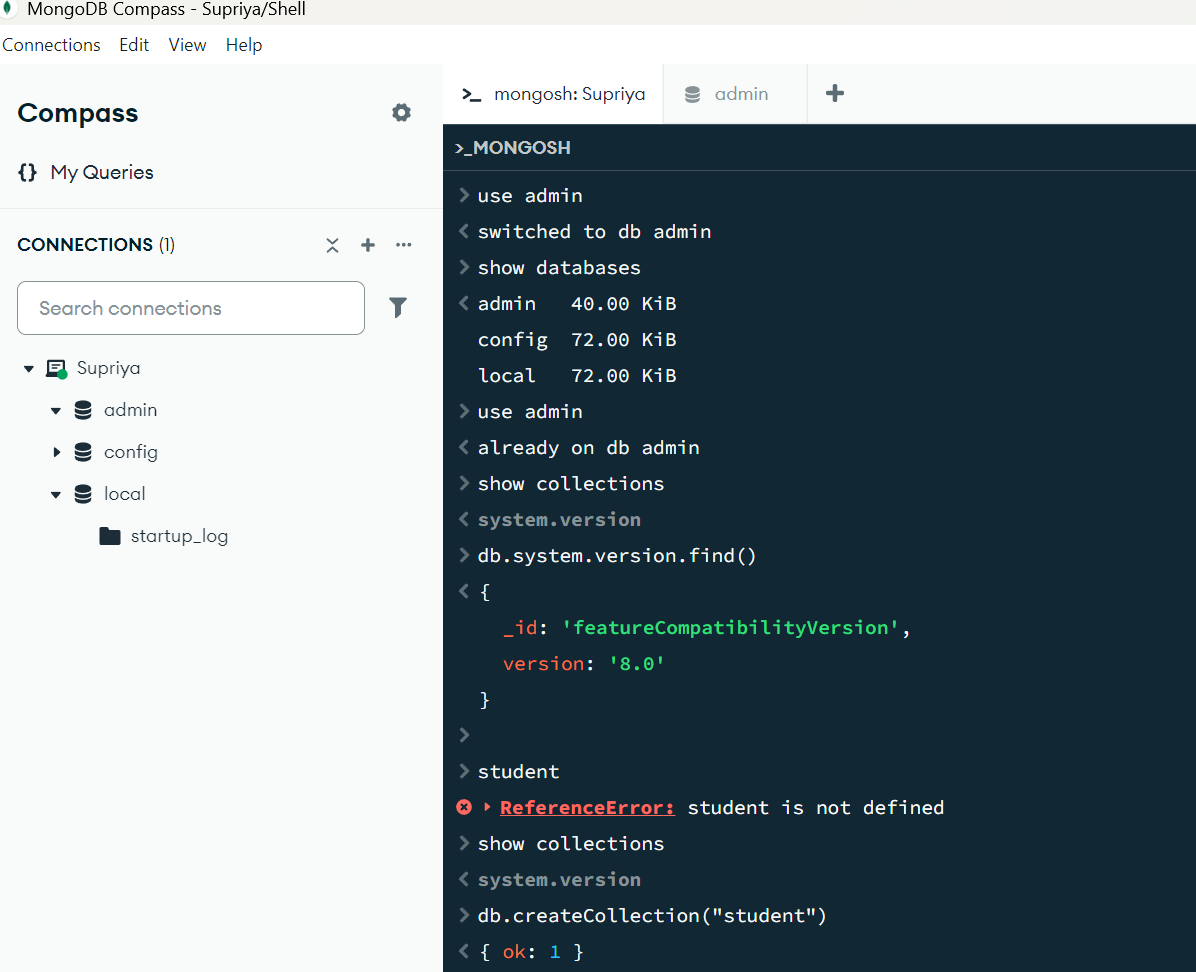 MongoDB Compass - Supriya/Shell
Connections Edit View Help
Compass
{} My Queries
CONNECTIONS (1)
Search connections
Supriya
admin
config
local
startup_log
>_ mongosh: Supriya
admin
>_MONGOSH
> use admin
< switched to db admin
> show databases
< admin   40.00 KiB
config  72.00 KiB
local   72.00 KiB
> use admin
< already on db admin
> show collections
< system.version
> db.system.version.find()
< {
_id: 'featureCompatibilityVersion',
version: '8.0'
}
>
> student
ReferenceError: student is not defined
> show collections
< system.version
> db.createCollection("student")
< { ok: 1 }